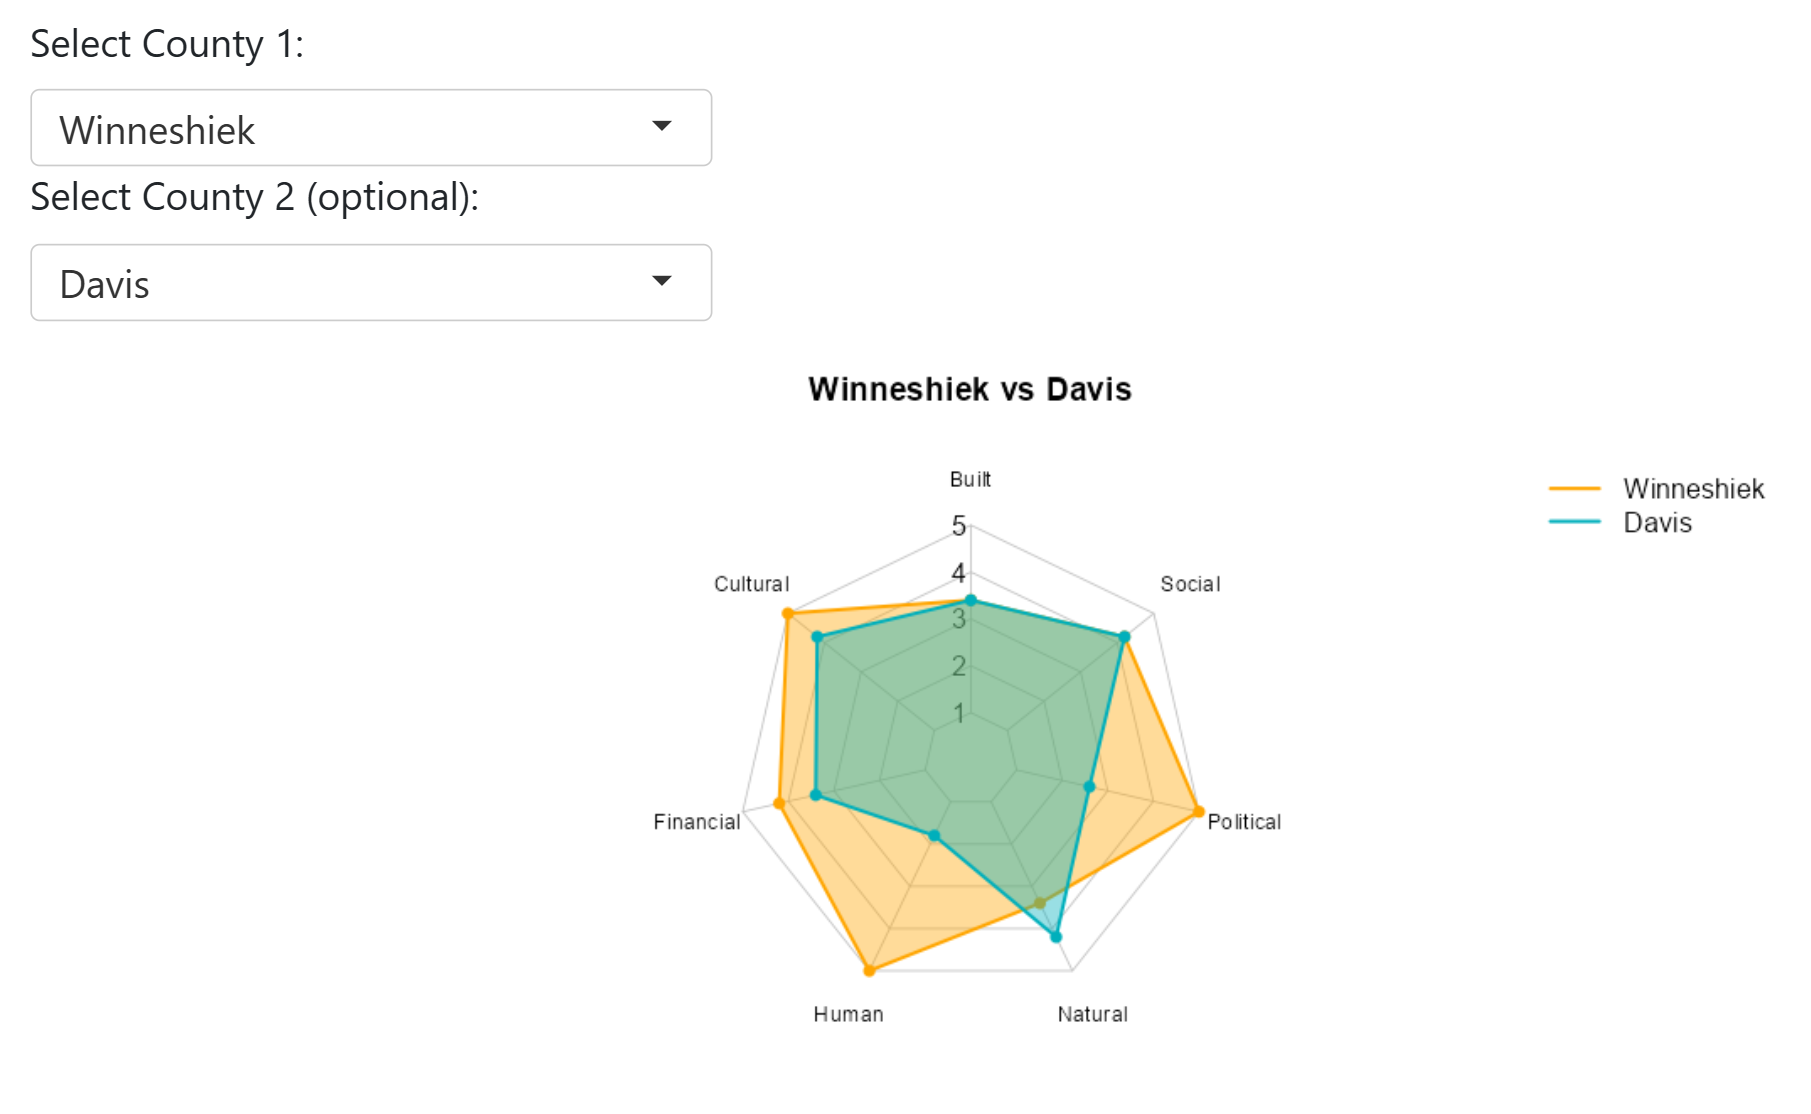 Select County 1:
Winneshiek
Select County 2 (optional):
Davis
Winneshiek vs Davis
Built
Winneshiek
5
Davis
4
Cultural
Social
3
2
1
Financial
Political
Human
Natural